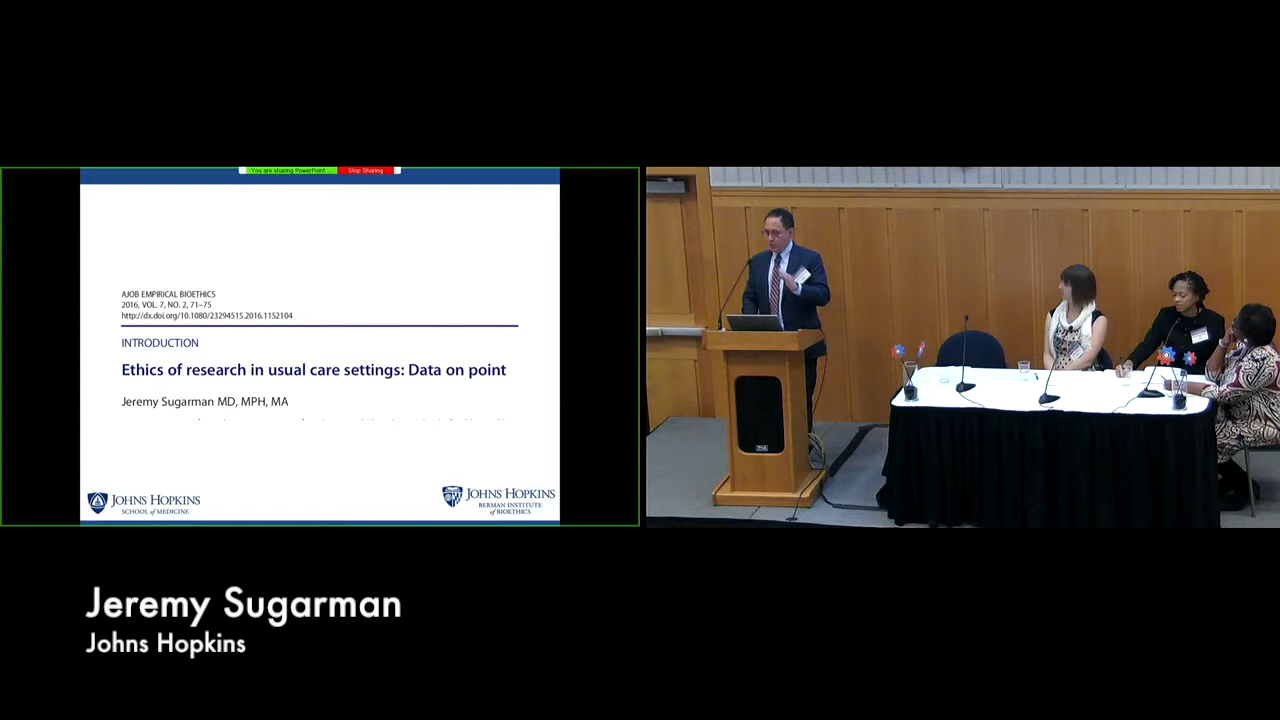 You are sharing PowerPoint
Stop Sharing
AJOB EMPIRICAL BIOETHICS
2016, VOL. 7, NO. 2, 71–75
http://dx.doi.org/10.1080/23294515.2016.1152104
INTRODUCTION
Ethics of research in usual care settings: Data on point
Jeremy Sugarman MD, MPH, MA
JOHNS HOPKINS
SCHOOL of MEDICINE
JOHNS HOPKINS
BERMAN INSTITUTE
of BIOETHICS
Jeremy Sugarman
Johns Hopkins